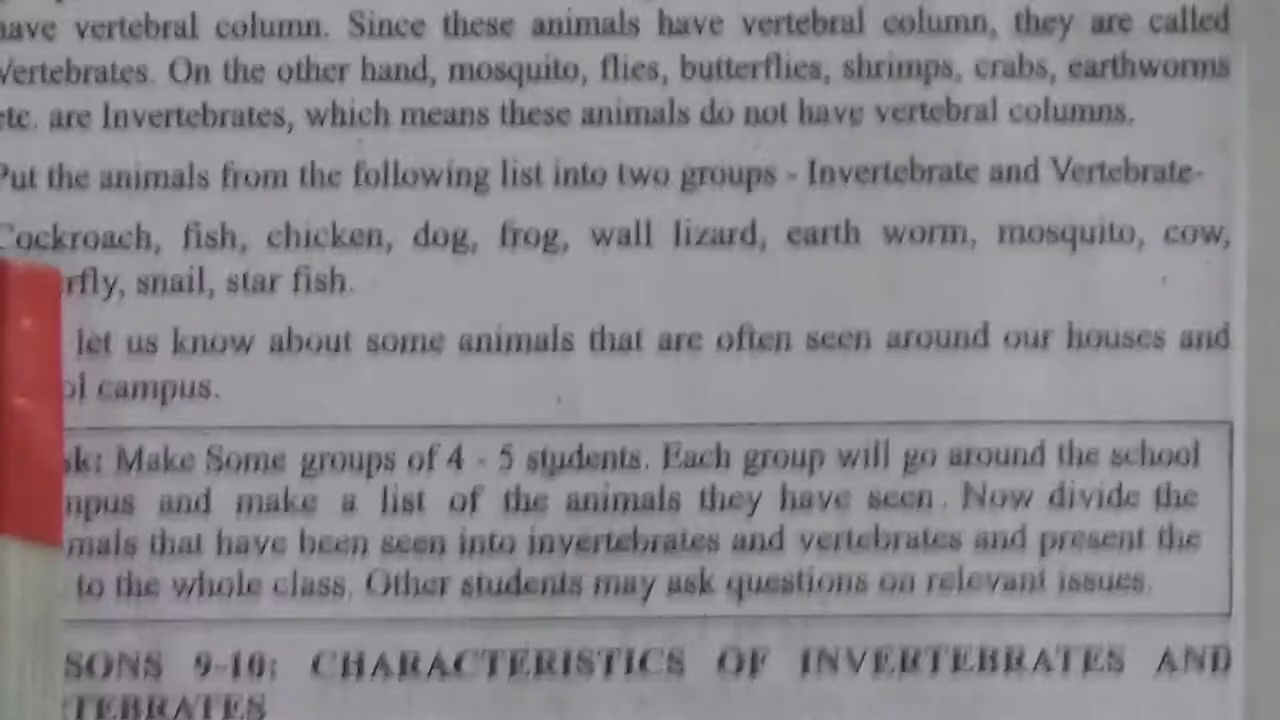 have vertebral column. Since these animals have vertebral column, they are called
Vertebrates. On the other hand, mosquito, flies, butterflies, shrimps, crabs, earthworms
etc. are Invertebrates, which means these animals do not have vertebral columns.
Put the animals from the following list into two groups - Invertebrate and Vertebrate-
Cockroach, fish, chicken, dog, frog, wall lizard, earth worm, mosquito, cow,
rfly, snail, star fish.
let us know about some animals that are often seen around our houses and
ol campus.
sk: Make Some groups of 4 - 5 students. Each group will go around the school
mpus and make a list of the animals they have seen. Now divide the
mals that have been seen into invertebrates and vertebrates and present the
to the whole class. Other students may ask questions on relevant issues.
SONS 9-10: CHARACTERISTICS OF INVERTEBRATES AND
TEBRATES